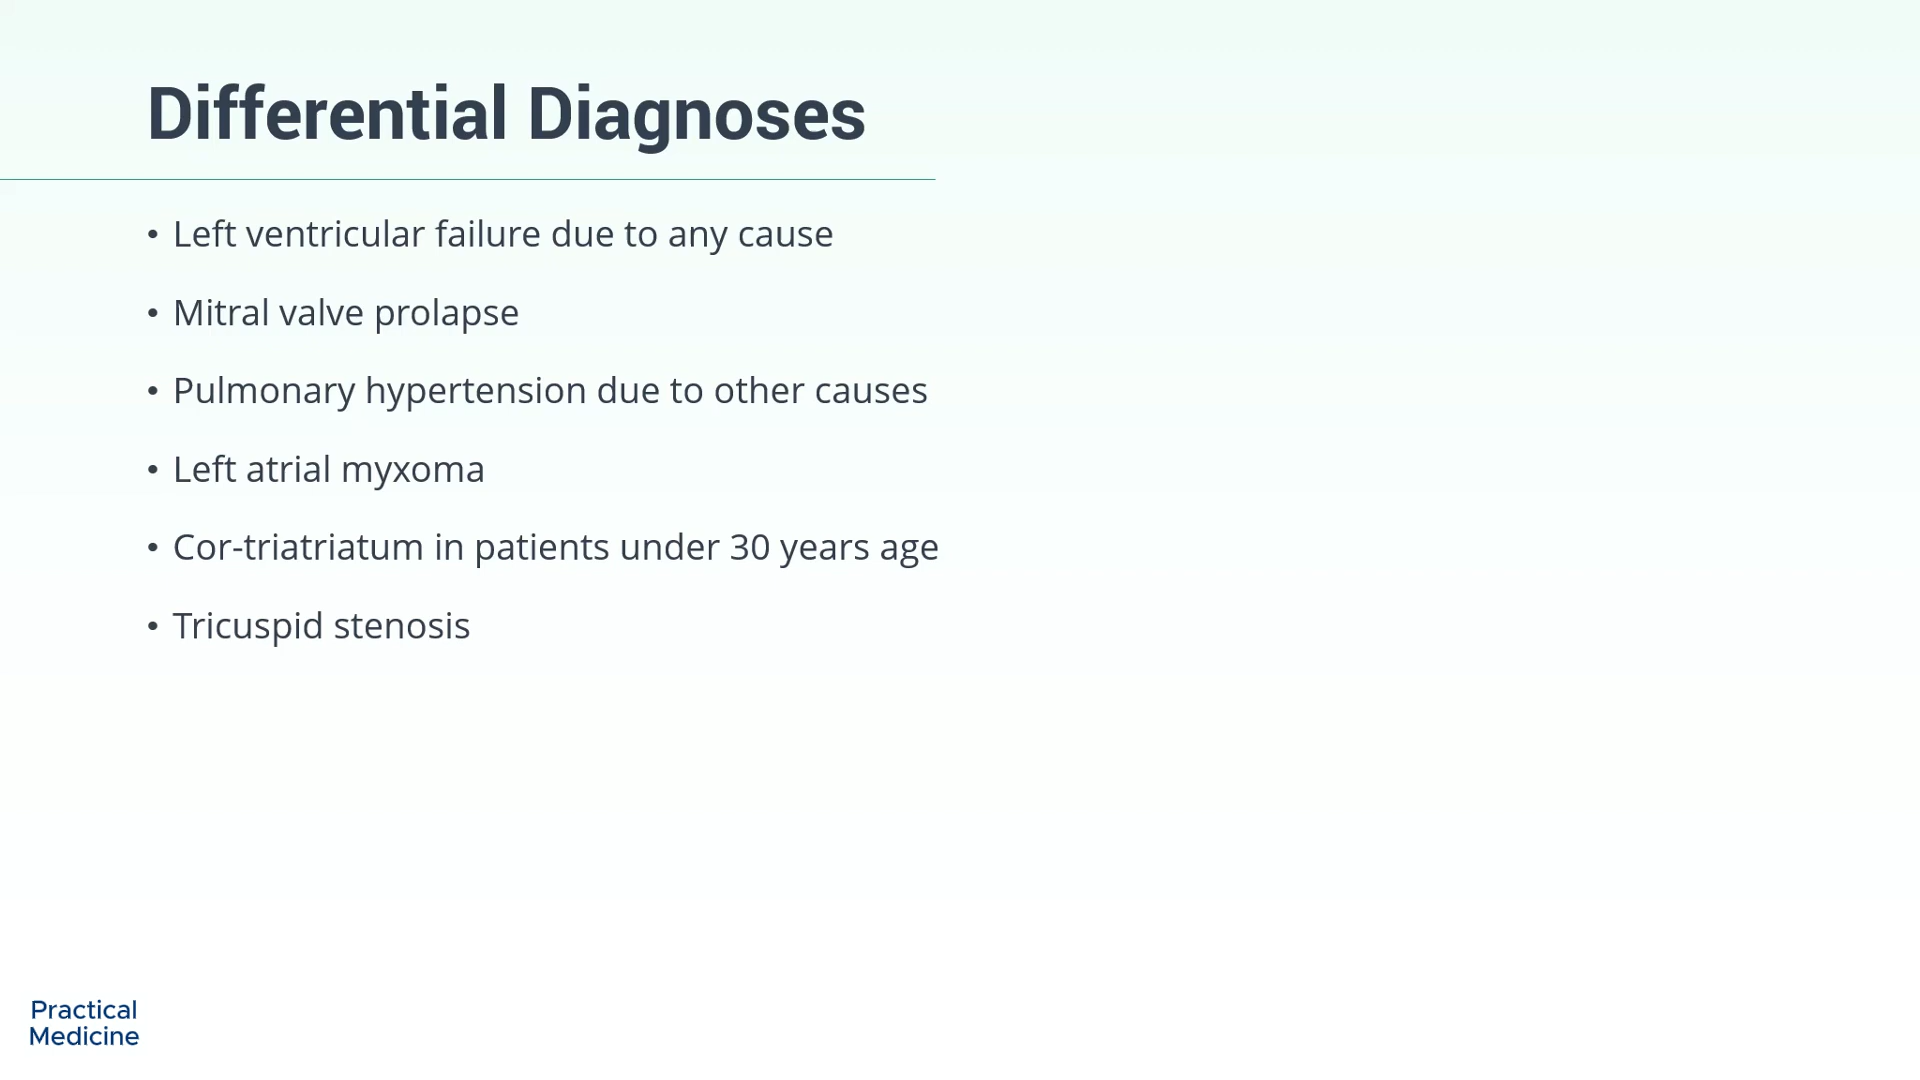 Differential Diagnoses
• Left ventricular failure due to any cause
• Mitral valve prolapse
• Pulmonary hypertension due to other causes
• Left atrial myxoma
• Cor-triatriatum in patients under 30 years age
• Tricuspid stenosis
Practical
Medicine